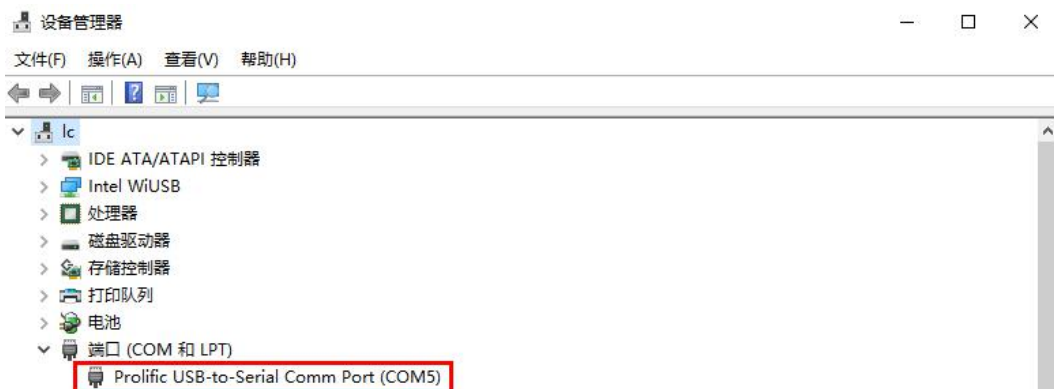 设备管理器
文件(F) 操作(A) 查看(V) 帮助(H)
lc
IDE ATA/ATAPI 控制器
Intel WiUSB
处理器
磁盘驱动器
存储控制器
打印队列
电池
端口 (COM 和 LPT)
Prolific USB-to-Serial Comm Port (COM5)